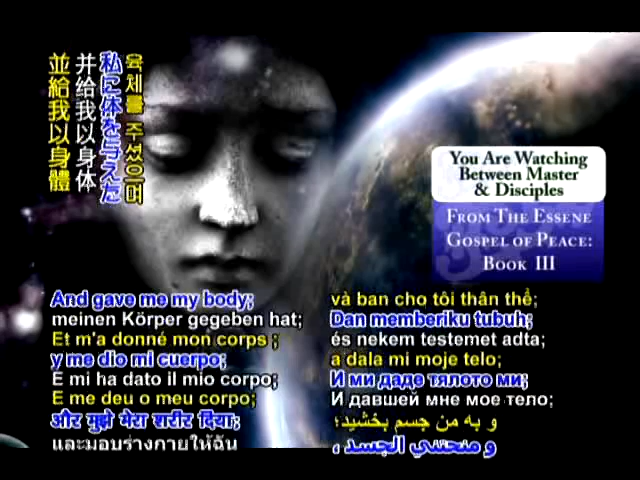 육체를 주셨으며
私に体を与えた
并给我以身体
並給我以身體
You Are Watching
Between Master
& Disciples
FROM THE ESSENE
GOSPEL OF PEACE:
BOOK III
And gave me my body;
meinen Körper gegeben hat;
Et m'a donné mon corps ;
y me dio mi cuerpo;
E mi ha dato il mio corpo;
E me deu o meu corpo;
और मुझे मेरा शरीर दिया;
และมอบร่างกายให้ฉัน
và ban cho tôi thân thể;
Dan memberiku tubuh;
és nekem testemet adta;
a dala mi moje telo;
И ми даде тялото ми;
И давшей мне мое тело;
و به من جسم بخشید؛
و منحتني الجسد ،